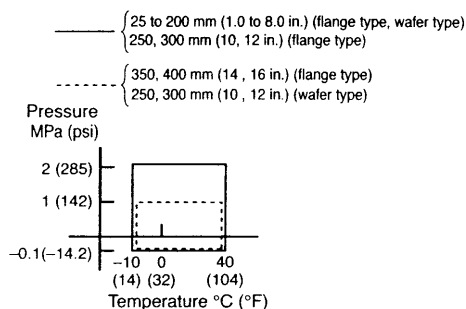 25 to 200 mm (1.0 to 8.0 in.) (flange type, wafer type)
250, 300 mm (10, 12 in.) (flange type)
350, 400 mm (14 , 16 in.) (flange type)
250, 300 mm (10 , 12 in.) (wafer type)
Pressure
MPa (psi)
2 (285)
1 (142)
−0.1(−14.2)
−10 0 40
(14) (32) (104)
Temperature °C (°F)